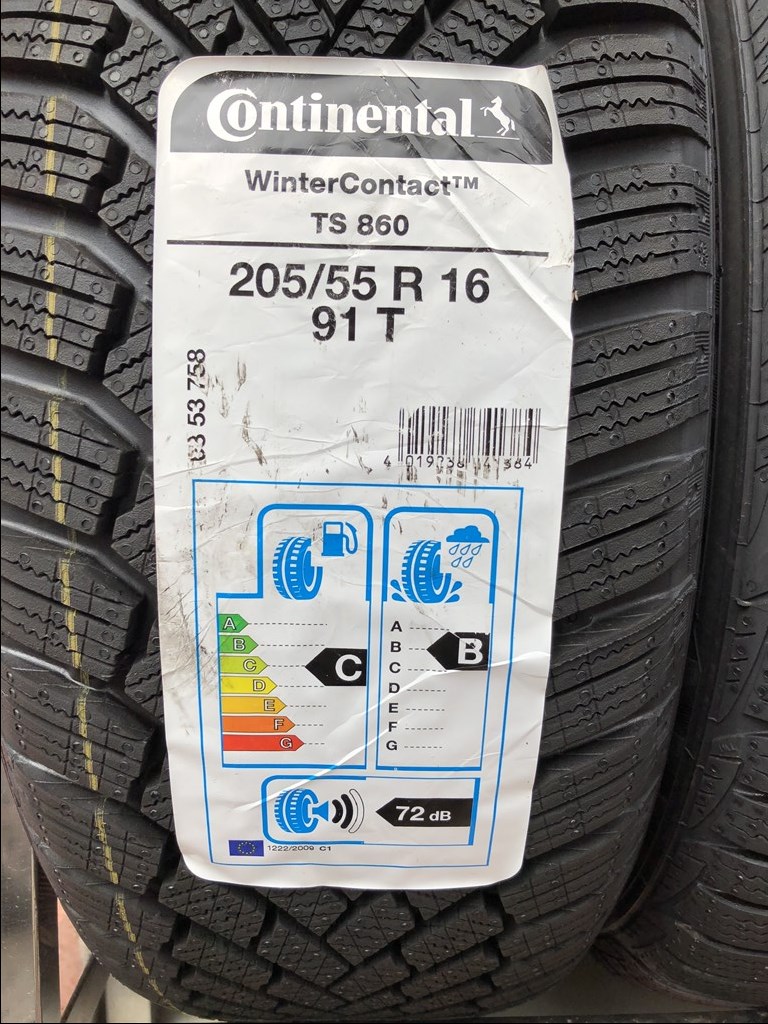 Continental
WinterContact™
TS 860
205/55 R 16
91 T
03 53 758
A
B
C
D
E
F
G
C
A
B
C
D
E
F
G
B
72 dB
1222/2009 C1